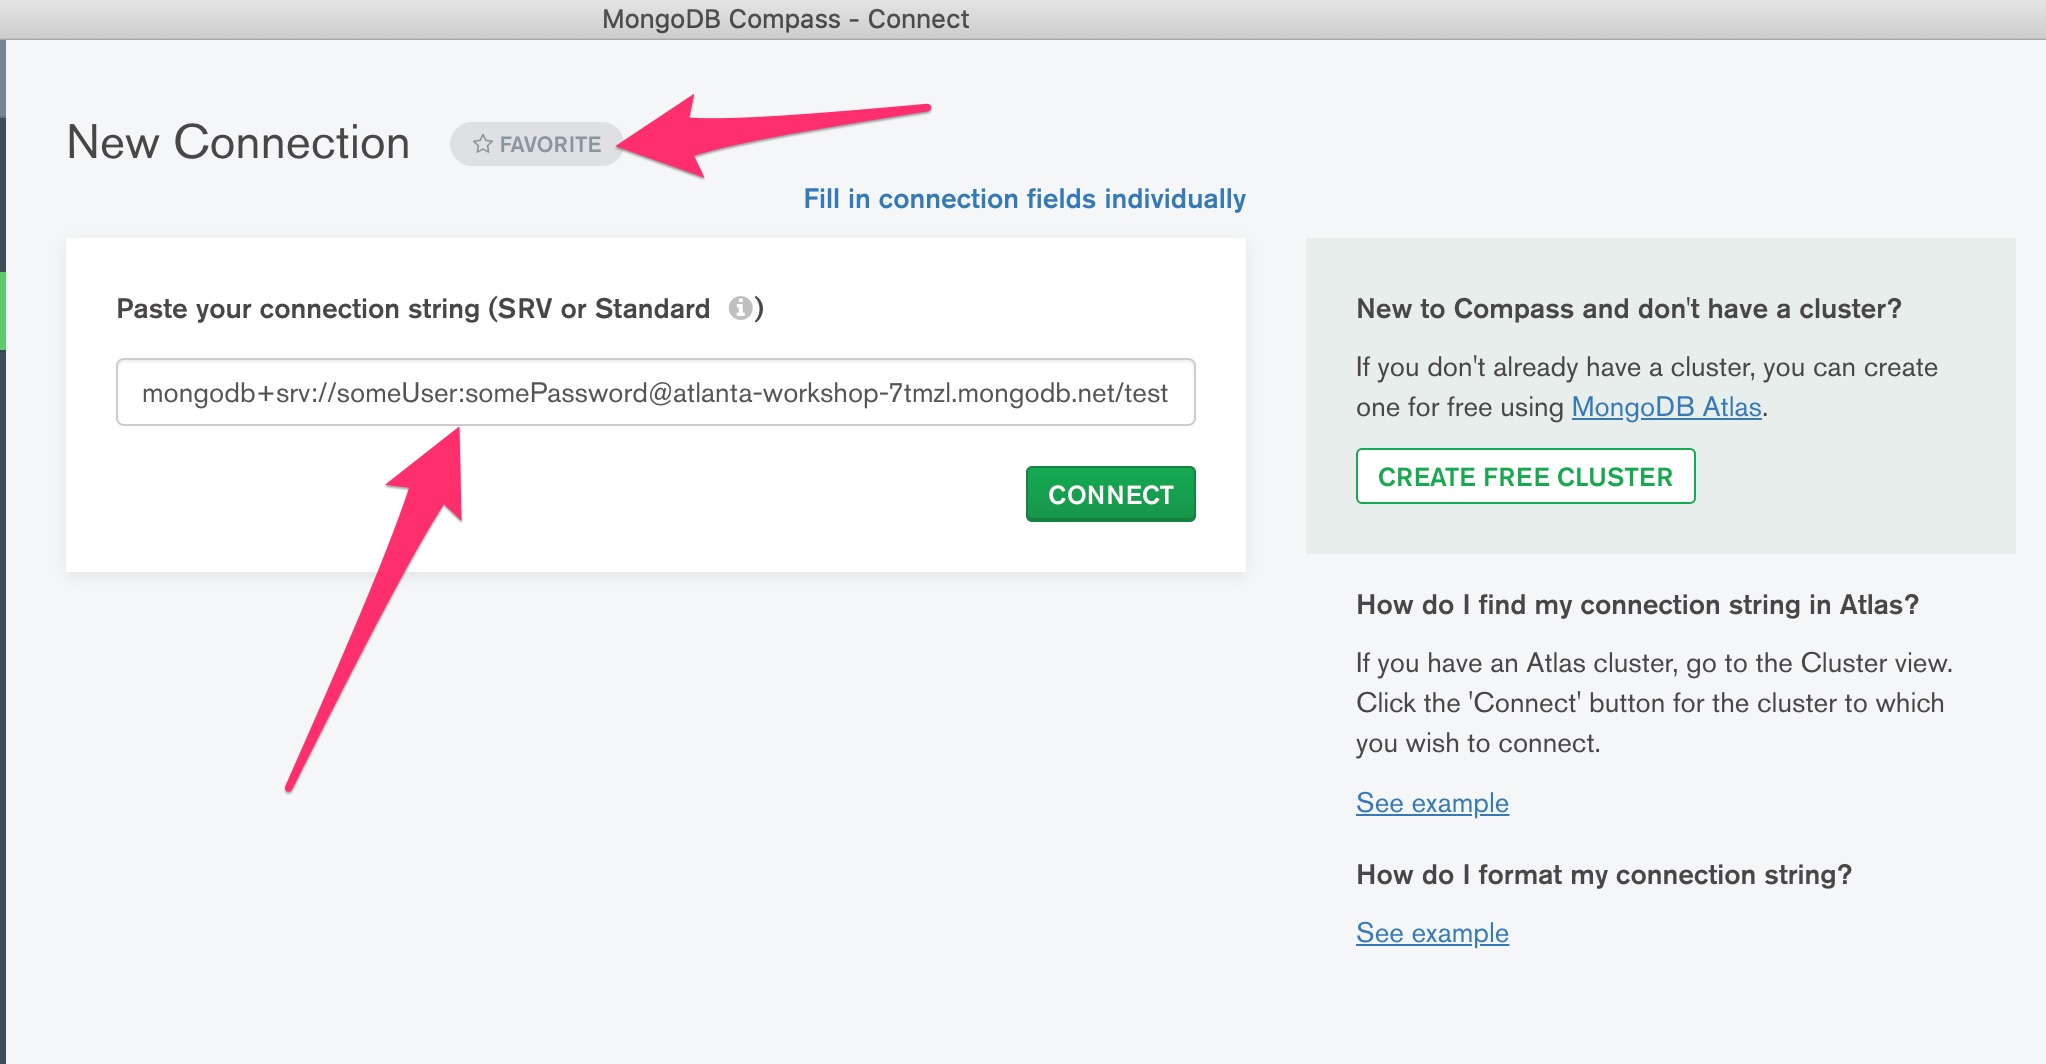 MongoDB Compass - Connect
New Connection
FAVORITE
Fill in connection fields individually
Paste your connection string (SRV or Standard )
mongodb+srv://someUser:somePassword@atlanta-workshop-7tmzl.mongodb.net/test
CONNECT
New to Compass and don't have a cluster?
If you don't already have a cluster, you can create
one for free using MongoDB Atlas.
CREATE FREE CLUSTER
How do I find my connection string in Atlas?
If you have an Atlas cluster, go to the Cluster view.
Click the 'Connect' button for the cluster to which
you wish to connect.
See example
How do I format my connection string?
See example